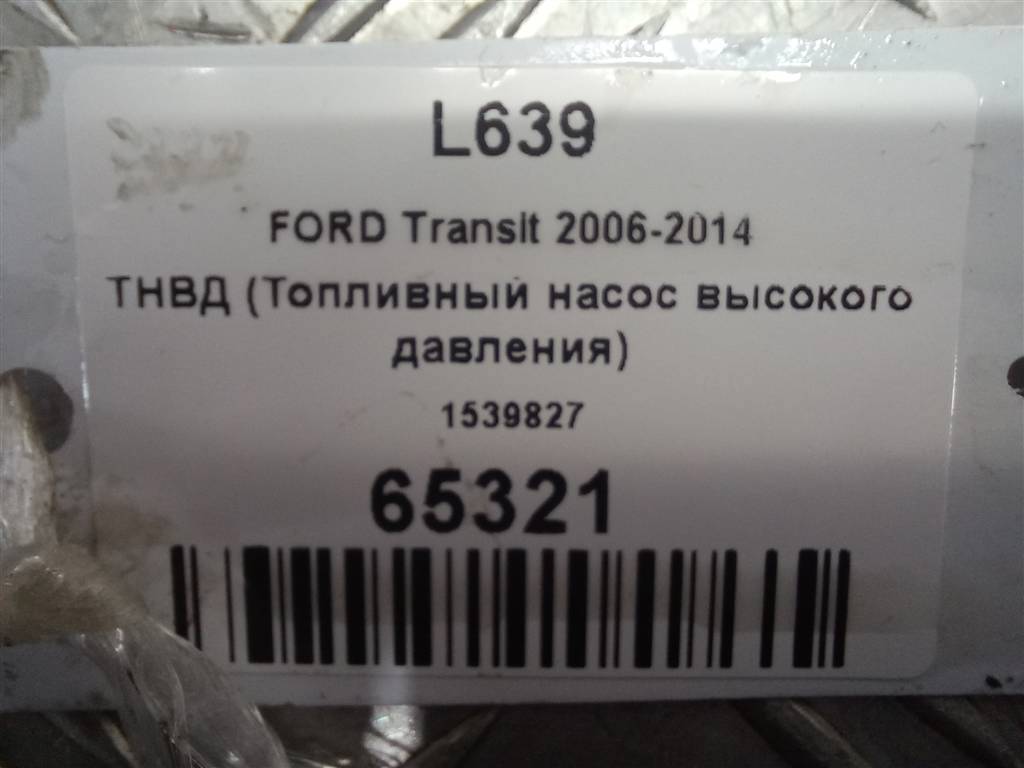 L639
FORD Transit 2006-2014
ТНВД (Топливный насос высокого
давления)
1539827
65321